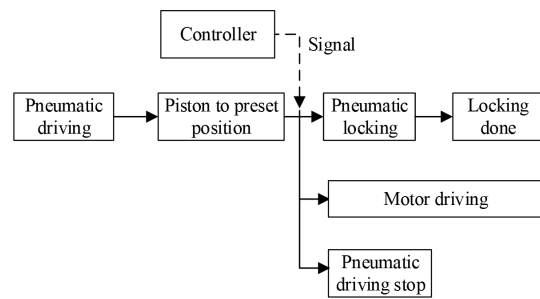 Controller
Signal
Pneumatic
driving
Piston to preset
position
Pneumatic
locking
Locking
done
Motor driving
Pneumatic
driving stop